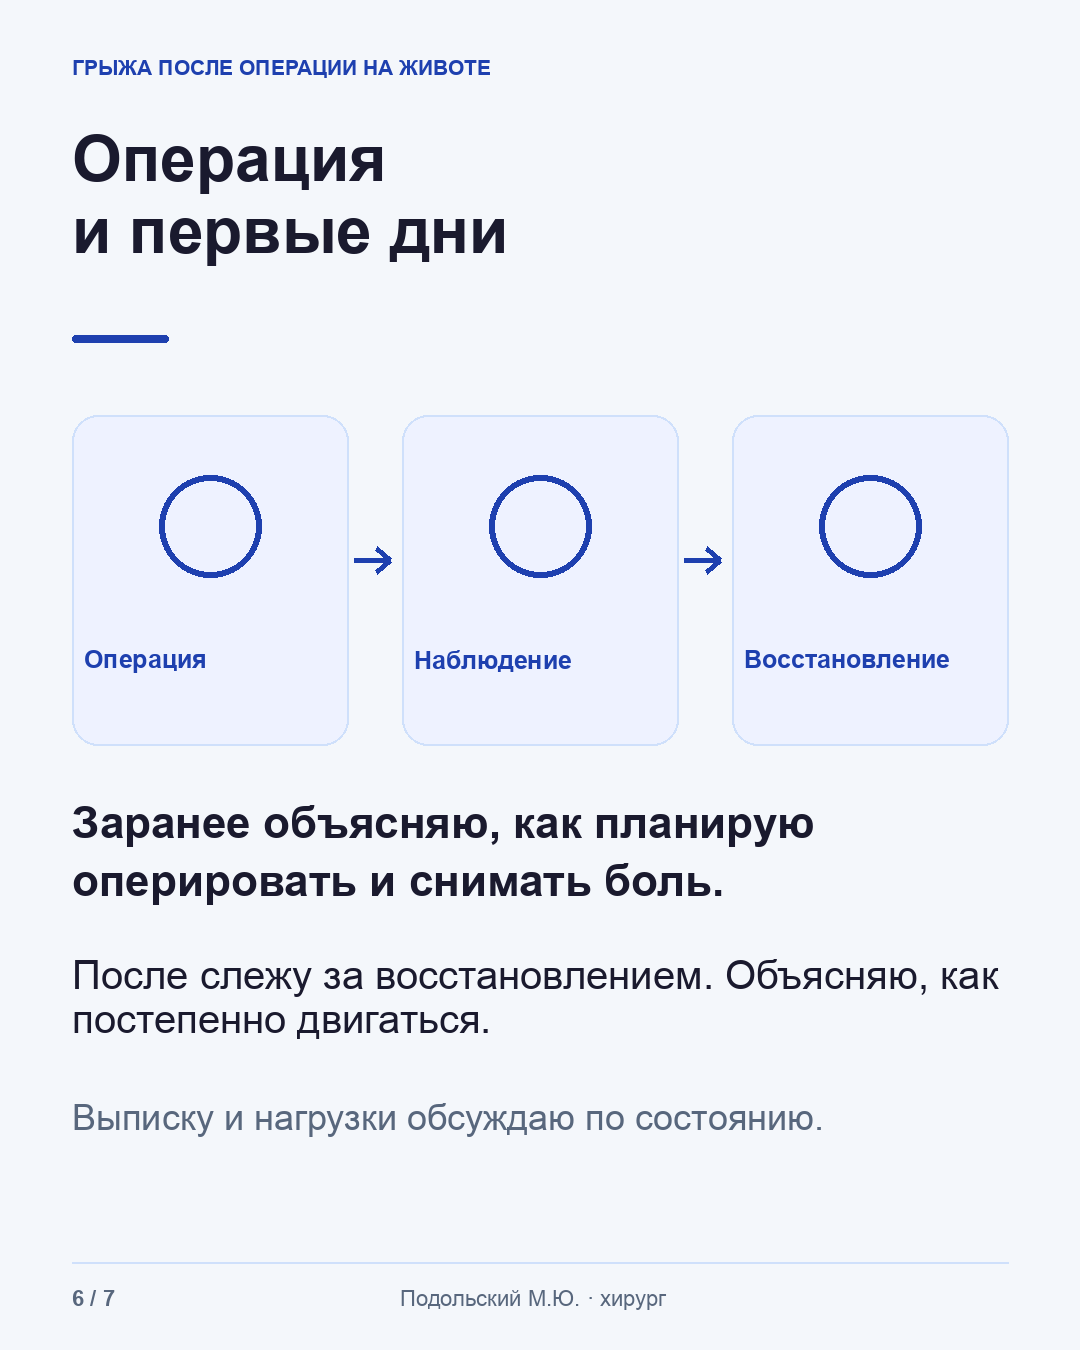 ГРЫЖА ПОСЛЕ ОПЕРАЦИИ НА ЖИВОТЕ
Операция
и первые дни
Операция
Наблюдение
Восстановление
Заранее объясняю, как планирую
оперировать и снимать боль.
После слежу за восстановлением. Объясняю, как
постепенно двигаться.
Выписку и нагрузки обсуждаю по состоянию.
6 / 7
Подольский М.Ю. · хирург